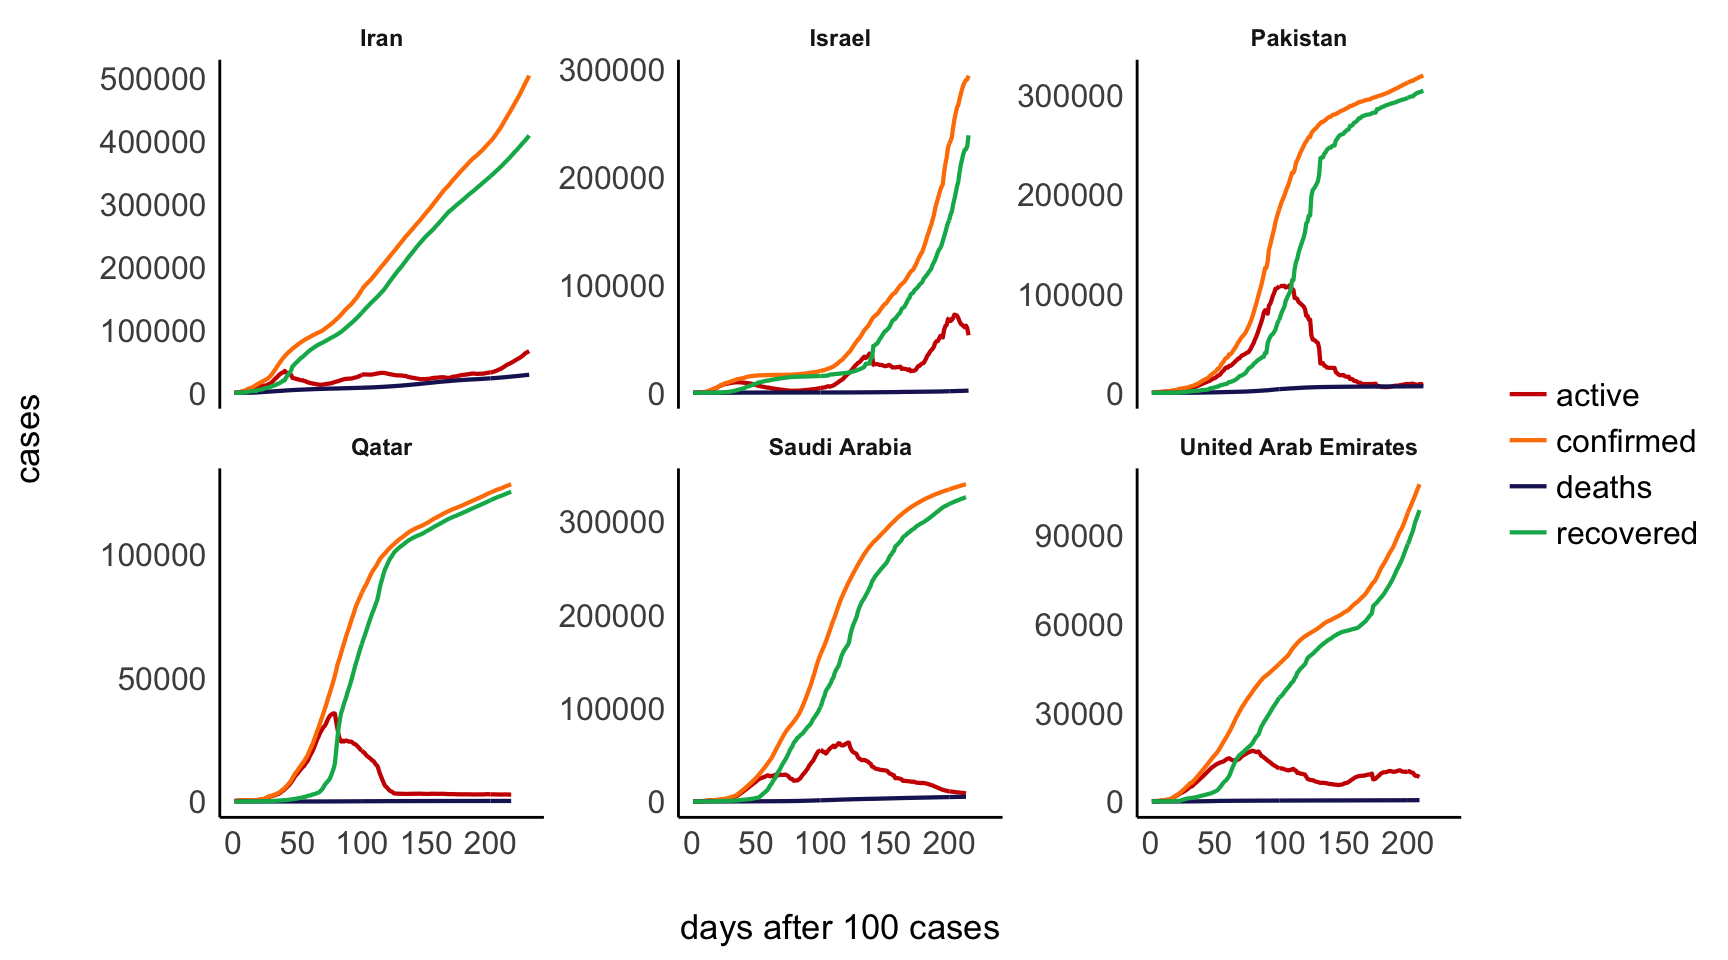 Iran
Israel
Pakistan
500000
400000
300000
200000
100000
0
300000
200000
100000
0
300000
200000
100000
0
Qatar
Saudi Arabia
United Arab Emirates
100000
50000
0
300000
200000
100000
0
90000
60000
30000
0
0 50 100 150 200
0 50 100 150 200
0 50 100 150 200
days after 100 cases
cases
active
confirmed
deaths
recovered